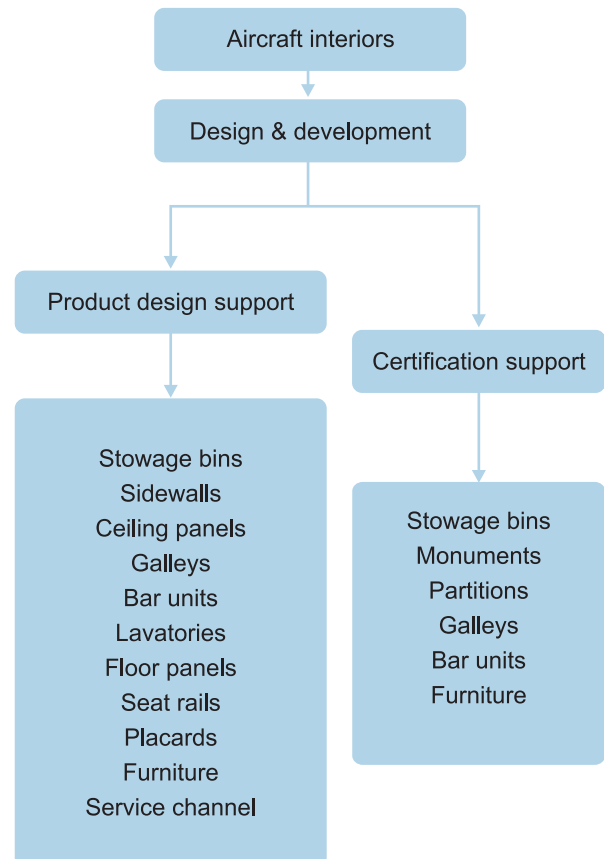 Aircraft interiors
Design & development
Product design support
Certification support
Stowage bins
Sidewalls
Ceiling panels
Galleys
Bar units
Lavatories
Floor panels
Seat rails
Placards
Furniture
Service channel
Stowage bins
Monuments
Partitions
Galleys
Bar units
Furniture